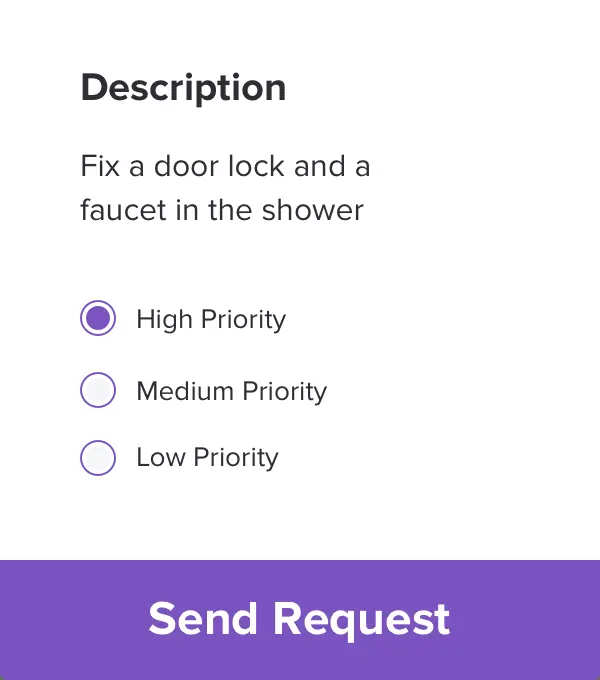 Description
Fix a door lock and a
faucet in the shower
High Priority
Medium Priority
Low Priority
Send Request